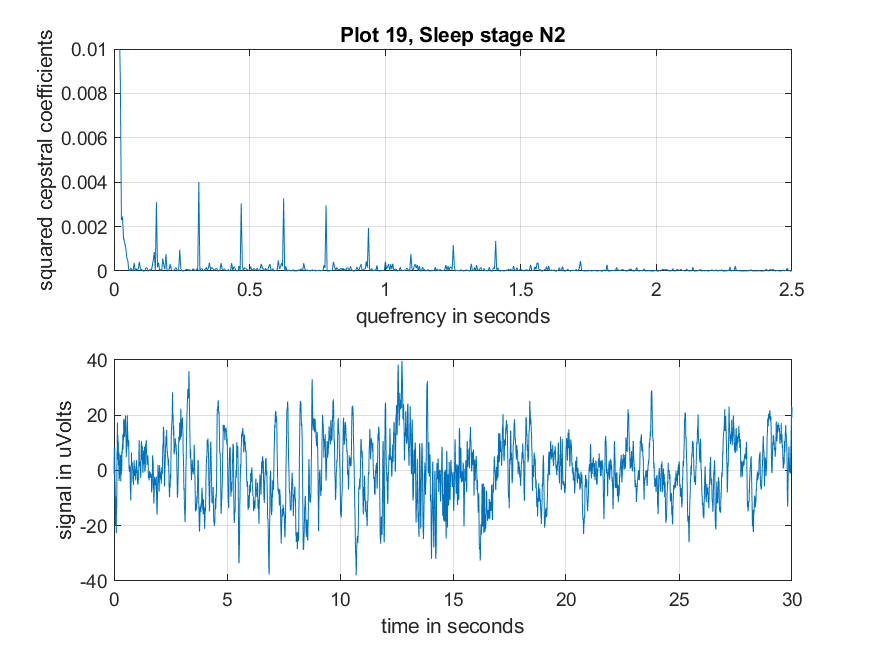 Plot 19, Sleep stage N2
squared cepstral coefficients
0.01
0.008
0.006
0.004
0.002
0
0 0.5 1 1.5 2 2.5
quefrency in seconds
signal in uVolts
40
20
0
-20
-40
0 5 10 15 20 25 30
time in seconds